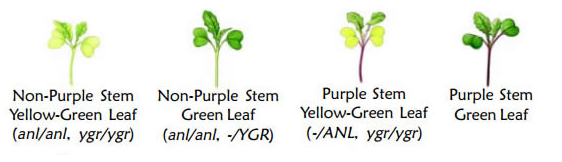 Non-Purple Stem
Yellow-Green Leaf
(anl/anl, ygr/ygr)
Non-Purple Stem
Green Leaf
(anl/anl, -/YGR)
Purple Stem
Yellow-Green Leaf
(-/ANL, ygr/ygr)
Purple Stem
Green Leaf